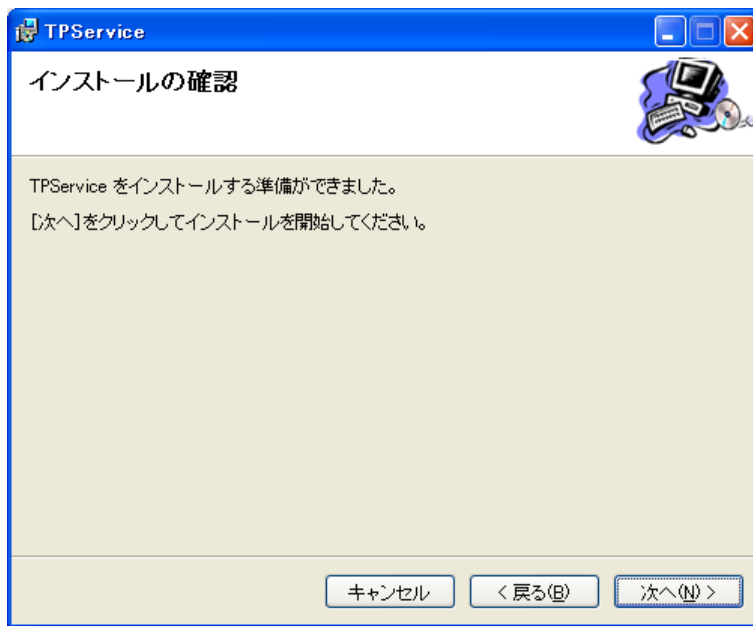 TPService
インストールの確認
TPService をインストールする準備ができました。
[次へ]をクリックしてインストールを開始してください。
キャンセル
< 戻る(B)
次へ(N) >